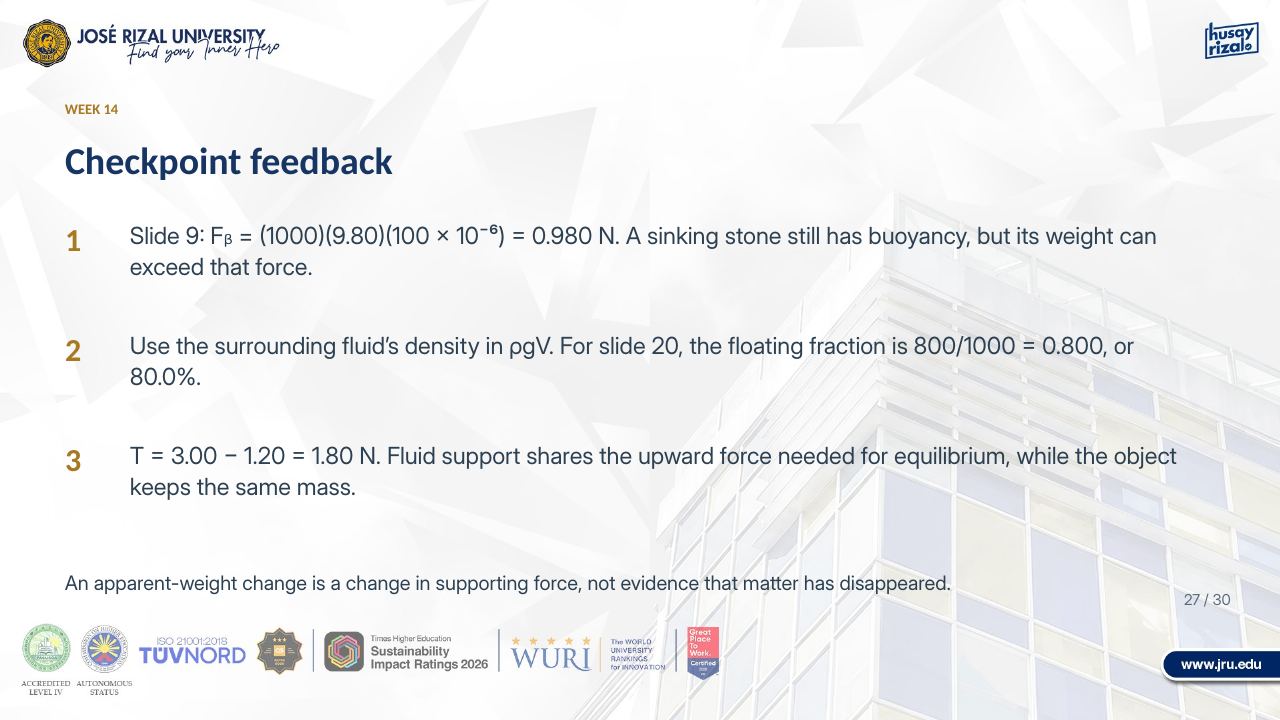 JOSÉ RIZAL UNIVERSITY
Find your Inner Hero
husay
rizal
WEEK 14
Checkpoint feedback
1
Slide 9: Fᵦ = (1000)(9.80)(100 × 10⁻⁶) = 0.980 N. A sinking stone still has buoyancy, but its weight can
exceed that force.
2
Use the surrounding fluid’s density in ρgV. For slide 20, the floating fraction is 800/1000 = 0.800, or
80.0%.
3
T = 3.00 − 1.20 = 1.80 N. Fluid support shares the upward force needed for equilibrium, while the object
keeps the same mass.
An apparent-weight change is a change in supporting force, not evidence that matter has disappeared.
27 / 30
ACCREDITED
LEVEL IV
AUTONOMOUS
STATUS
ISO 21001:2018
TÜVNORD
Times Higher Education
Sustainability
Impact Ratings 2026
WURI
The WORLD
UNIVERSITY
RANKINGS
for INNOVATION
Great
Place
To
Work.
Certified
www.jru.edu